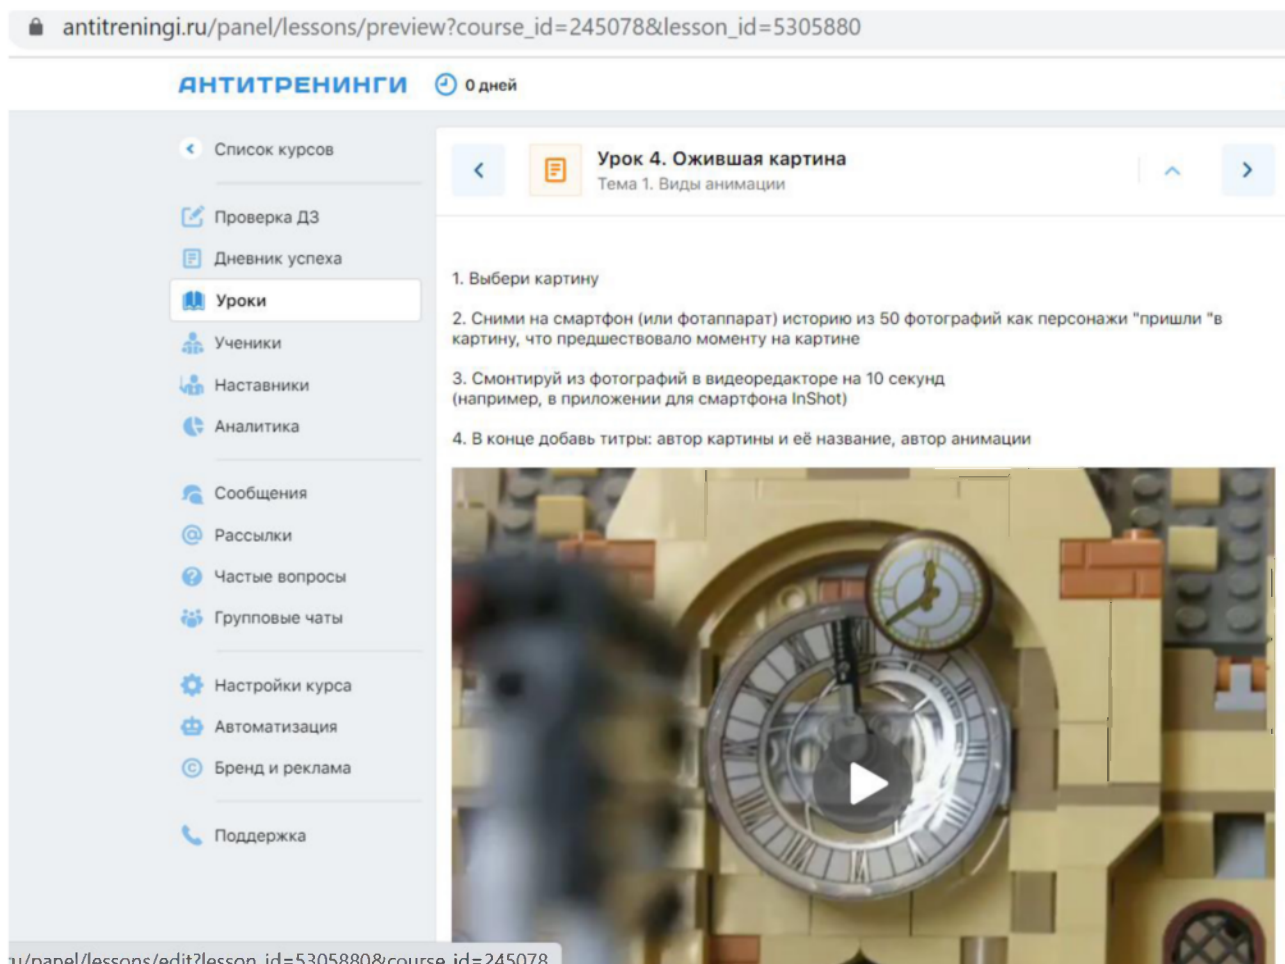 antitreningi.ru/panel/lessons/preview?course_id=245078&lesson_id=5305880
АНТИТРЕНИНГИ
0 дней
Список курсов
Проверка ДЗ
Дневник успеха
Уроки
Ученики
Наставники
Аналитика
Сообщения
Рассылки
Частые вопросы
Групповые чаты
Настройки курса
Автоматизация
Бренд и реклама
Поддержка
Урок 4. Ожившая картина
Тема 1. Виды анимации
1. Выбери картину
2. Сними на смартфон (или фотаппарат) историю из 50 фотографий как персонажи "пришли "в
картину, что предшествовало моменту на картине
3. Смонтируй из фотографий в видеоредакторе на 10 секунд
(например, в приложении для смартфона InShot)
4. В конце добавь титры: автор картины и её название, автор анимации
ru/panel/lessons/edit?lesson_id=5305880&course_id=245078